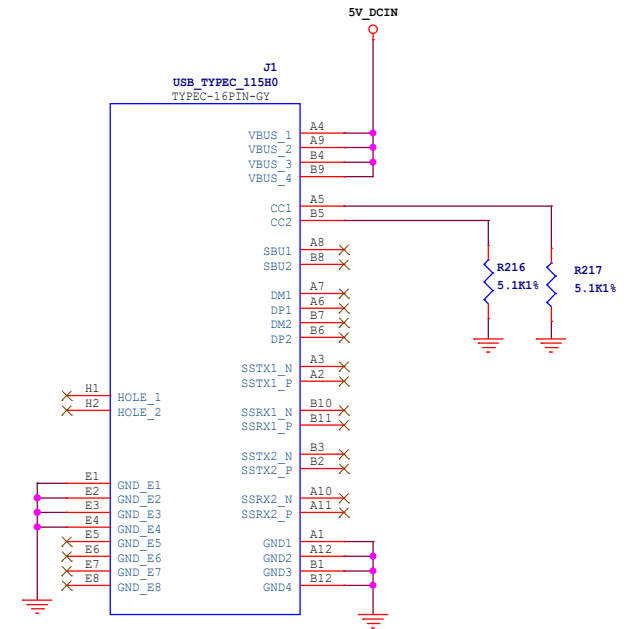 5V_DCIN
J1
USB_TYPEC_115H0
TYPEC-16PIN-GY
VBUS_1 A4
VBUS_2 A9
VBUS_3 B4
VBUS_4 B9
CC1 A5
CC2 B5
SBU1 A8
SBU2 B8
R216
5.1K1%
R217
5.1K1%
DM1 A7
DP1 A6
DM2 B7
DP2 B6
SSTX1_N A3
SSTX1_P A2
H1 HOLE_1
H2 HOLE_2
SSRX1_N B10
SSRX1_P B11
SSTX2_N B3
SSTX2_P B2
SSRX2_N A10
SSRX2_P A11
E1 GND_E1
E2 GND_E2
E3 GND_E3
E4 GND_E4
E5 GND_E5
E6 GND_E6
E7 GND_E7
E8 GND_E8
GND1 A1
GND2 A12
GND3 B1
GND4 B12